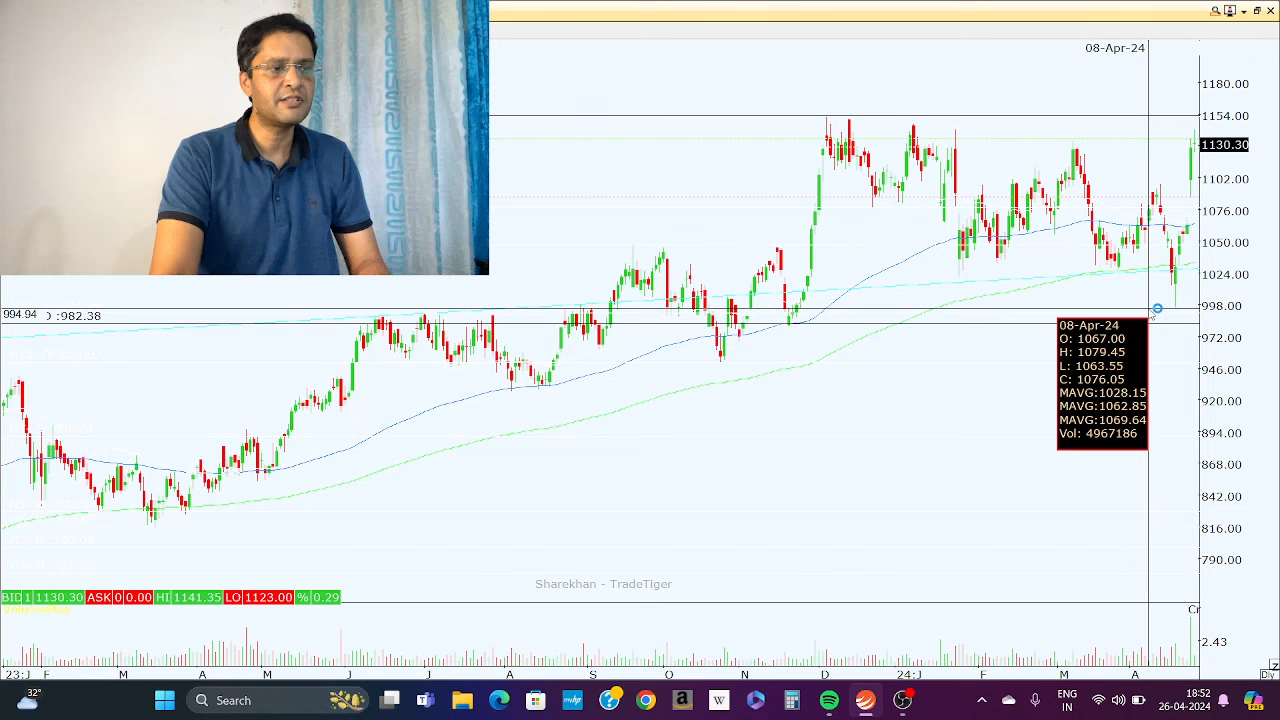 08-Apr-24
1180.00
1154.00
1130.30
1102.00
1076.00
1050.00
1024.00
998.00
972.00
946.00
920.00
894.00
868.00
842.00
816.00
790.00
994.94
:982.38
08-Apr-24
O: 1067.00
H: 1079.45
L: 1063.55
C: 1076.05
MAVG:1028.15
MAVG:1062.85
MAVG:1069.64
Vol: 4967186
Sharekhan - TradeTiger
BID 1 1130.30 ASK 0 0.00 HI 1141.35 LO 1123.00 % 0.29
Cr
2.43
23:J F M A M J J A S O N D 24:J F M A
Dly
32°
Search
ENG
IN
18:52
26-04-2024